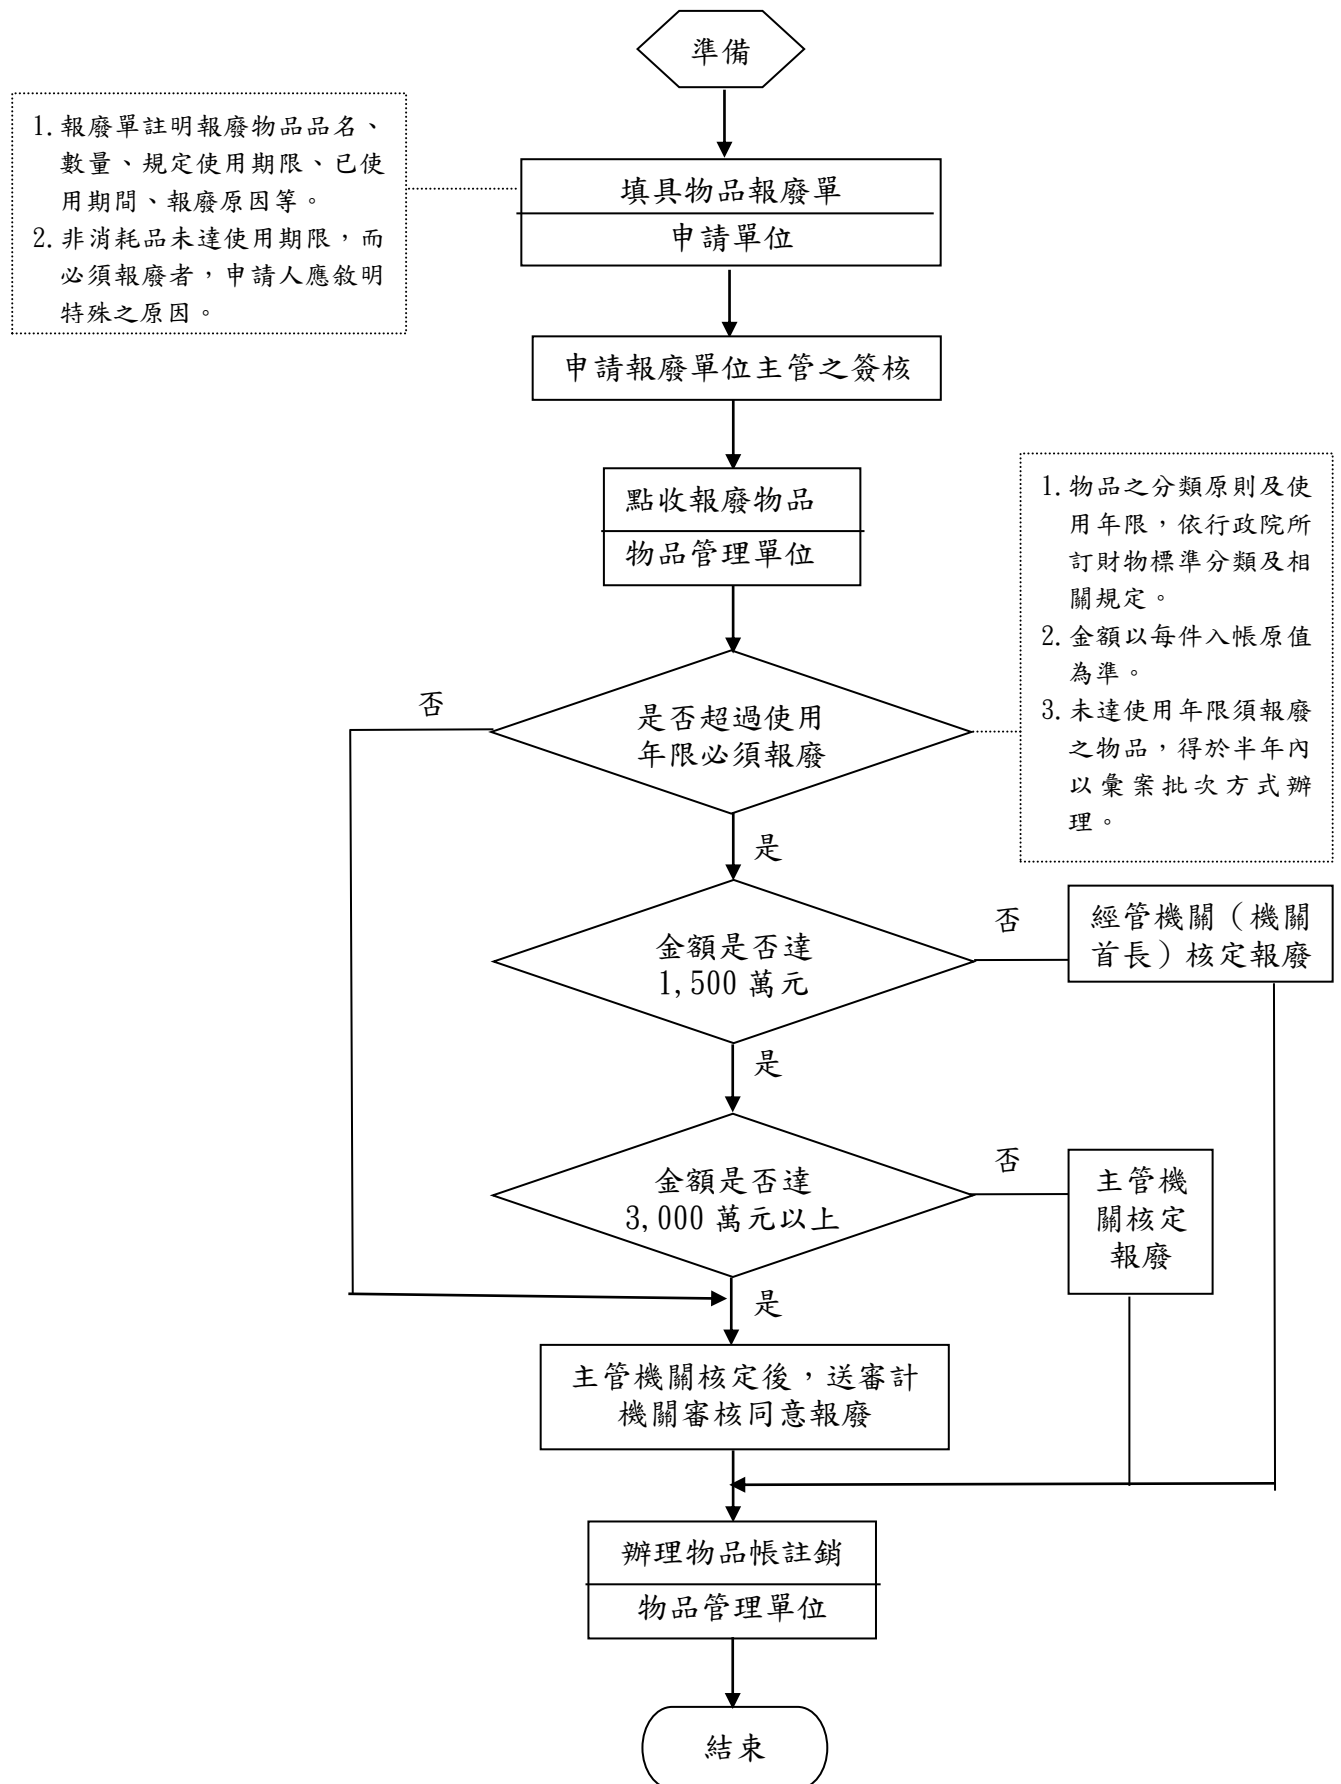 準備
1. 報廢單註明報廢物品品名、
數量、規定使用期限、已使
用期間、報廢原因等。
2. 非消耗品未達使用期限，而
必須報廢者，申請人應敘明
特殊之原因。
填具物品報廢單
申請單位
申請報廢單位主管之簽核
點收報廢物品
物品管理單位
1. 物品之分類原則及使
用年限，依行政院所
訂財物標準分類及相
關規定。
2. 金額以每件入帳原值
為準。
3. 未達使用年限須報廢
之物品，得於半年內
以彙案批次方式辦
理。
否
是否超過使用
年限必須報廢
是
金額是否達
1,500 萬元
否
經管機關（機關
首長）核定報廢
是
金額是否達
3,000 萬元以上
否
主管機
關核定
報廢
是
主管機關核定後，送審計
機關審核同意報廢
辦理物品帳註銷
物品管理單位
結束